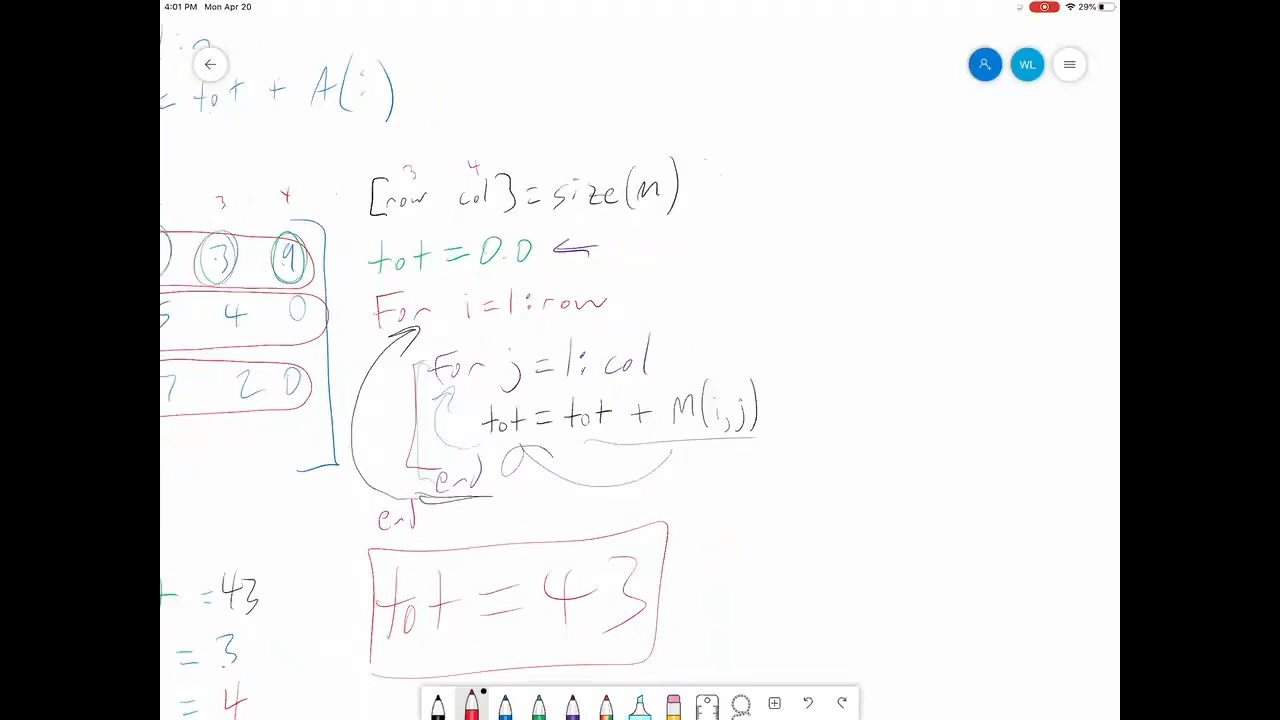 4:01 PM Mon Apr 20
29%
WL
= tot + A(i)
3 4
[row col] = size(M)
3 4
3 9
tot = 0.0
For i = 1:row
4 0
For j = 1:col
2 0
tot = tot + M(i,j)
end
end
tot = 43
= 43
= 3
= 4